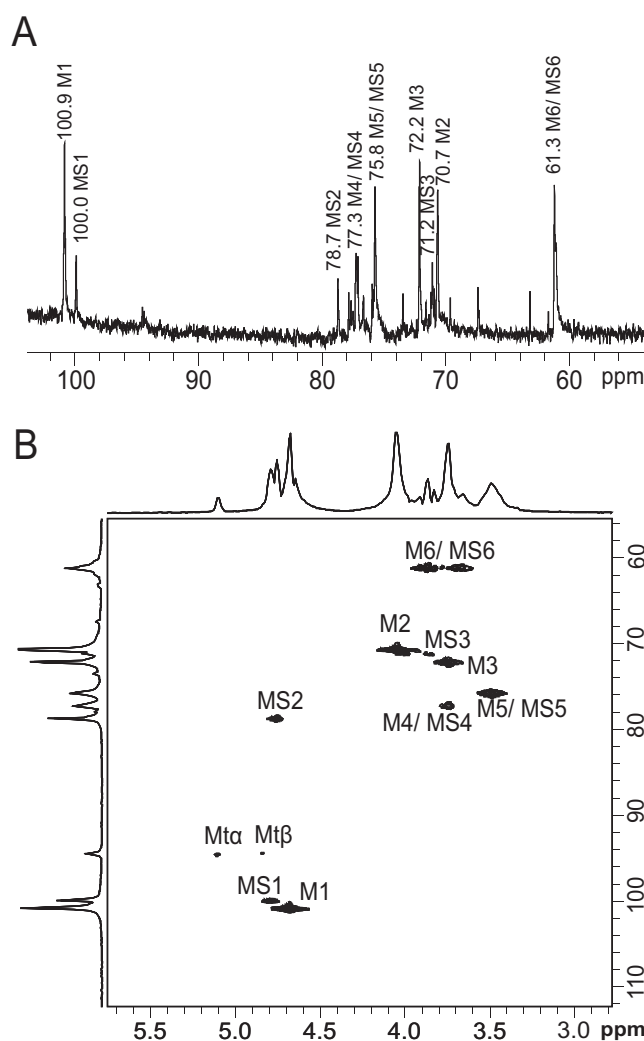 A
100.9 M1
100.0 MS1
78.7 MS2
77.3 M4/ MS4
75.8 M5/ MS5
72.2 M3
71.2 MS3
70.7 M2
61.3 M6/ MS6
100 90 80 70 60 ppm
B
M6/ MS6
M2
MS3
M3
MS2
M5/ MS5
M4/ MS4
Mtα Mtβ
MS1
M1
60
70
80
90
100
110
5.5 5.0 4.5 4.0 3.5 3.0 ppm